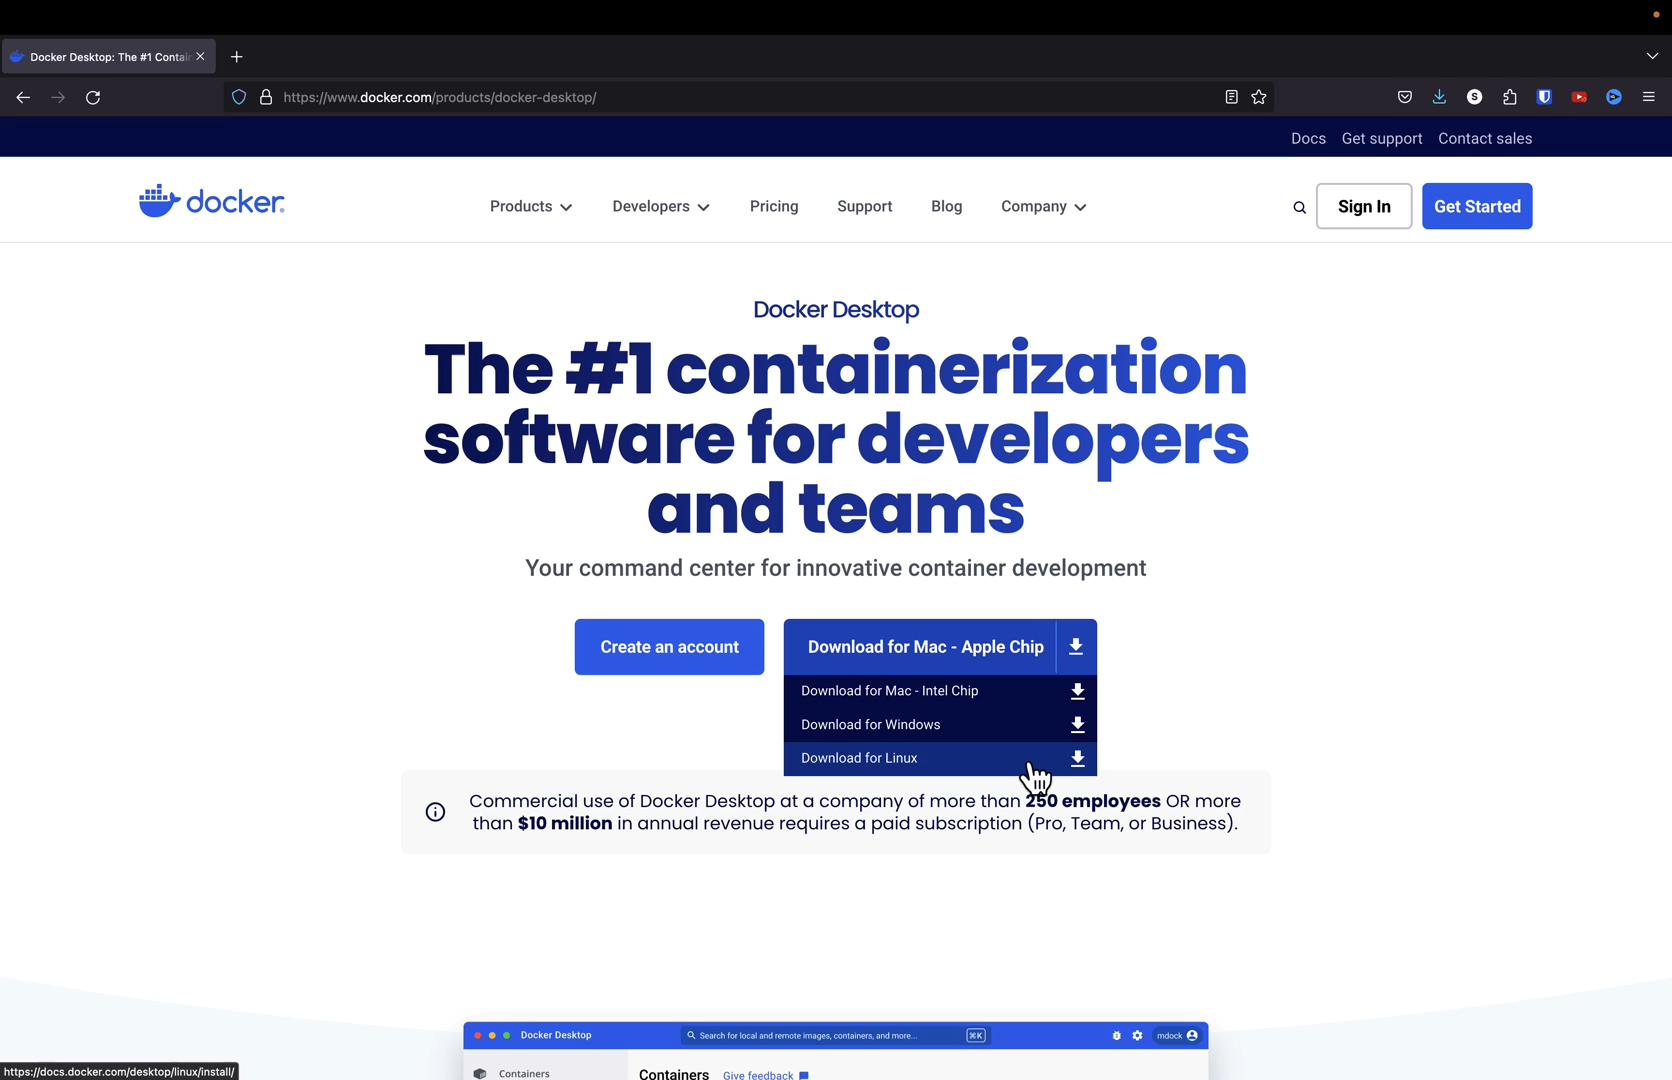 Docker Desktop: The #1 Contai
https://www.docker.com/products/docker-desktop/
S
Docs Get support Contact sales
docker
Products Developers Pricing Support Blog Company Sign In Get Started
Docker Desktop
The #1 containerization
software for developers
and teams
Your command center for innovative container development
Create an account
Download for Mac - Apple Chip
Download for Mac - Intel Chip
Download for Windows
Download for Linux
Commercial use of Docker Desktop at a company of more than 250 employees OR more
than $10 million in annual revenue requires a paid subscription (Pro, Team, or Business).
Docker Desktop Search for local and remote images, containers, and more... ⌘K mdock
Containers Containers Give feedback
https://docs.docker.com/desktop/linux/install/